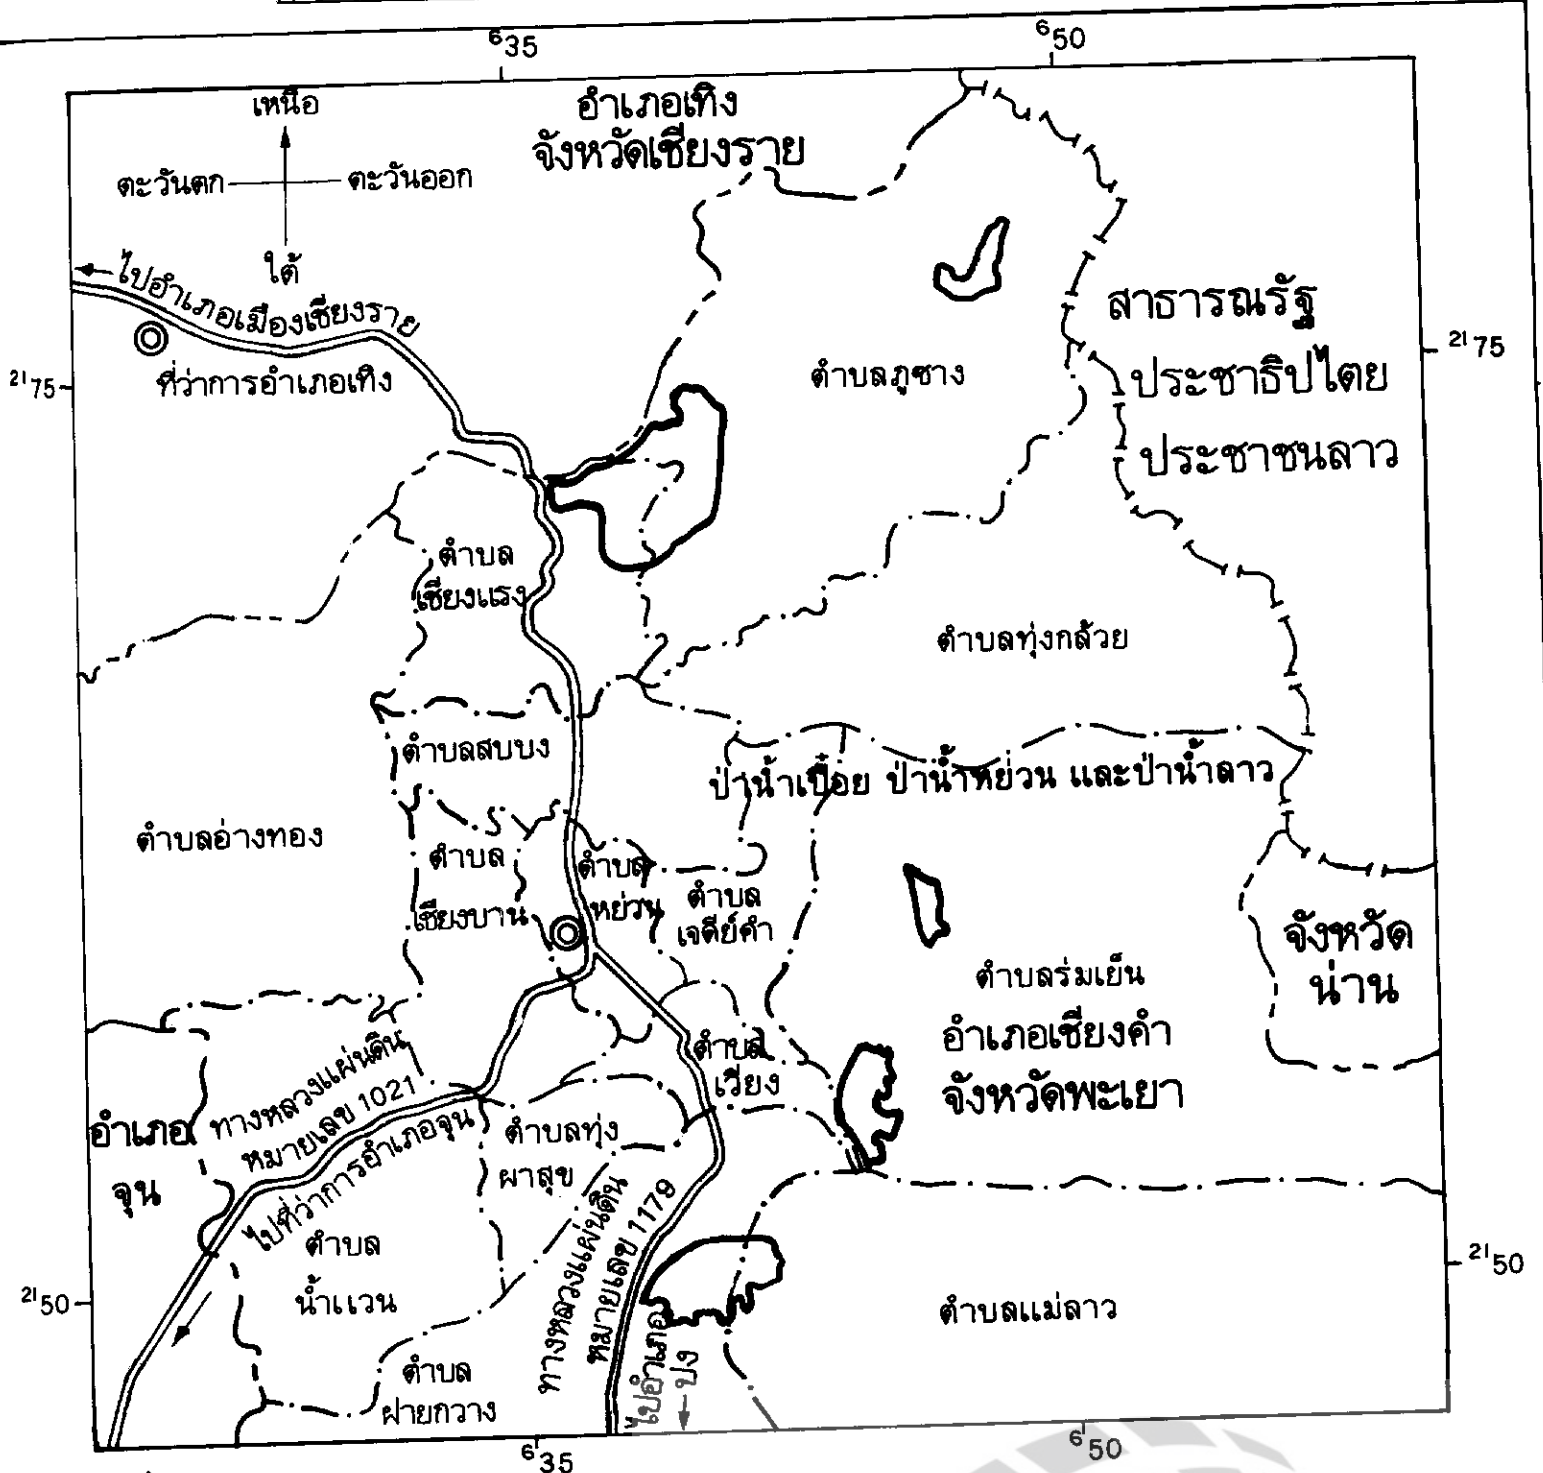 ⁶35
⁶50
เหนือ
ตะวันตก
ตะวันออก
ใต้
อำเภอเทิง
จังหวัดเชียงราย
ไปอำเภอเมืองเชียงราย
ที่ว่าการอำเภอเทิง
²¹75
²¹75
สาธารณรัฐ
ประชาธิปไตย
ประชาชนลาว
ตำบลภูซาง
ตำบล
เชียงแรง
ตำบลทุ่งกล้วย
ตำบลสบบง
ป่าน้ำเปื๋อย ป่าน้ำหย่วน และป่าน้ำลาว
ตำบลอ่างทอง
ตำบล
เชียงบาน
ตำบล
หย่วน
ตำบล
เจดีย์คำ
จังหวัด
น่าน
ตำบลร่มเย็น
อำเภอเชียงคำ
จังหวัดพะเยา
ตำบล
เวียง
ทางหลวงแผ่นดิน
หมายเลข 1021
อำเภอ
จุน
ไปที่ว่าการอำเภอจุน
ตำบลทุ่ง
ผาสุข
ทางหลวงแผ่นดิน
หมายเลข 1179
ตำบล
น้ำแวน
²¹50
²¹50
ตำบลแม่ลาว
ไปอำเภอ
ปง
ตำบล
ฝายกวาง
⁶35
⁶50